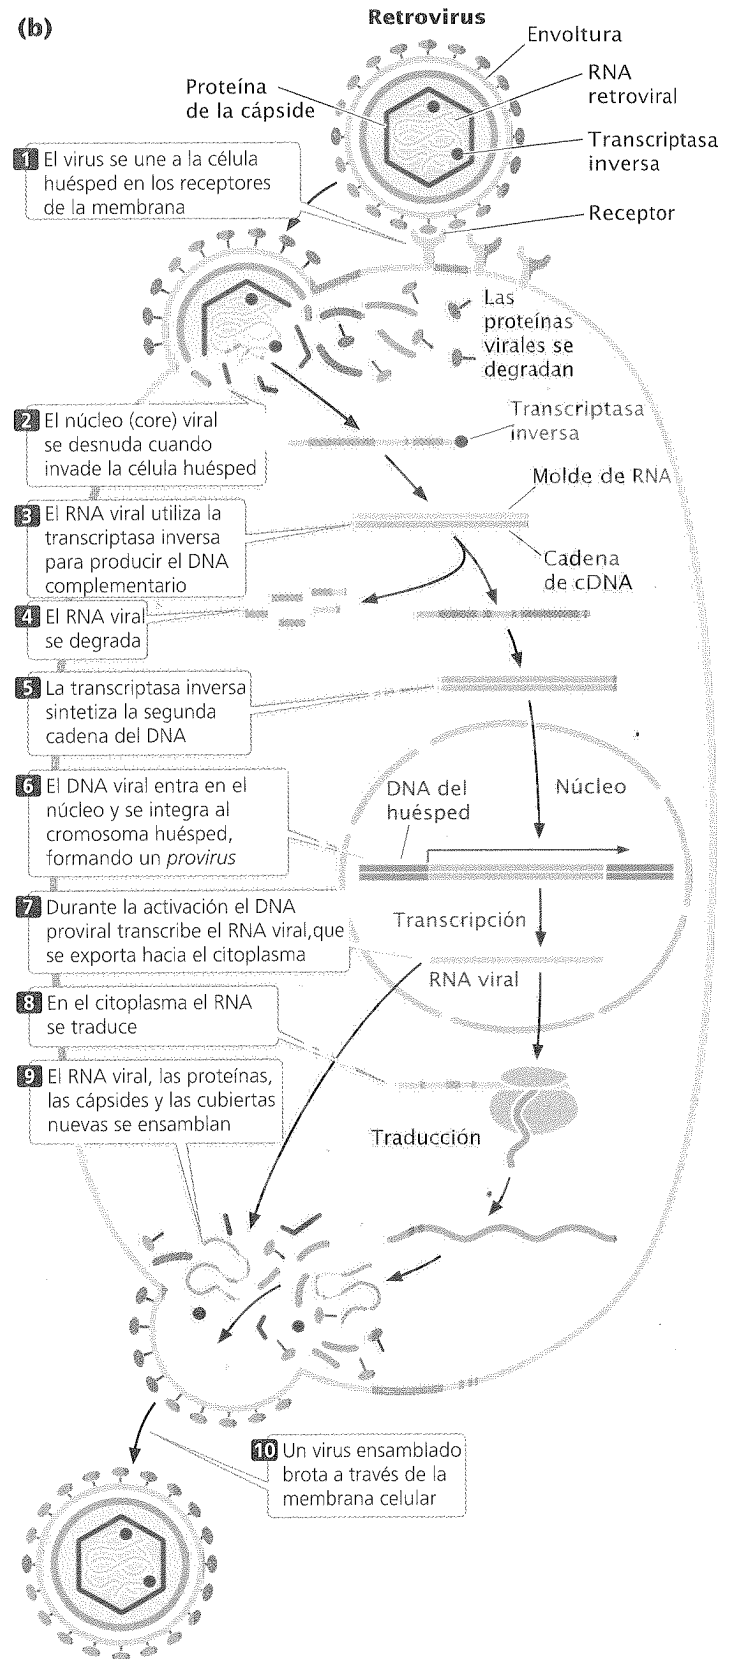 (b)
Retrovirus
Envoltura
RNA
retroviral
Proteína
de la cápside
Transcriptasa
inversa
Receptor
1 El virus se une a la célula
huésped en los receptores
de la membrana
Las
proteínas
virales se
degradan
2 El núcleo (core) viral
se desnuda cuando
invade la célula huésped
Transcriptasa
inversa
Molde de RNA
3 El RNA viral utiliza la
transcriptasa inversa
para producir el DNA
complementario
Cadena
de cDNA
4 El RNA viral
se degrada
5 La transcriptasa inversa
sintetiza la segunda
cadena del DNA
6 El DNA viral entra en el
núcleo y se integra al
cromosoma huésped,
formando un provirus
DNA del
huésped
Núcleo
7 Durante la activación el DNA
proviral transcribe el RNA viral,que
se exporta hacia el citoplasma
Transcripción
RNA viral
8 En el citoplasma el RNA
se traduce
9 El RNA viral, las proteínas,
las cápsides y las cubiertas
nuevas se ensamblan
Traducción
10 Un virus ensamblado
brota a través de la
membrana celular